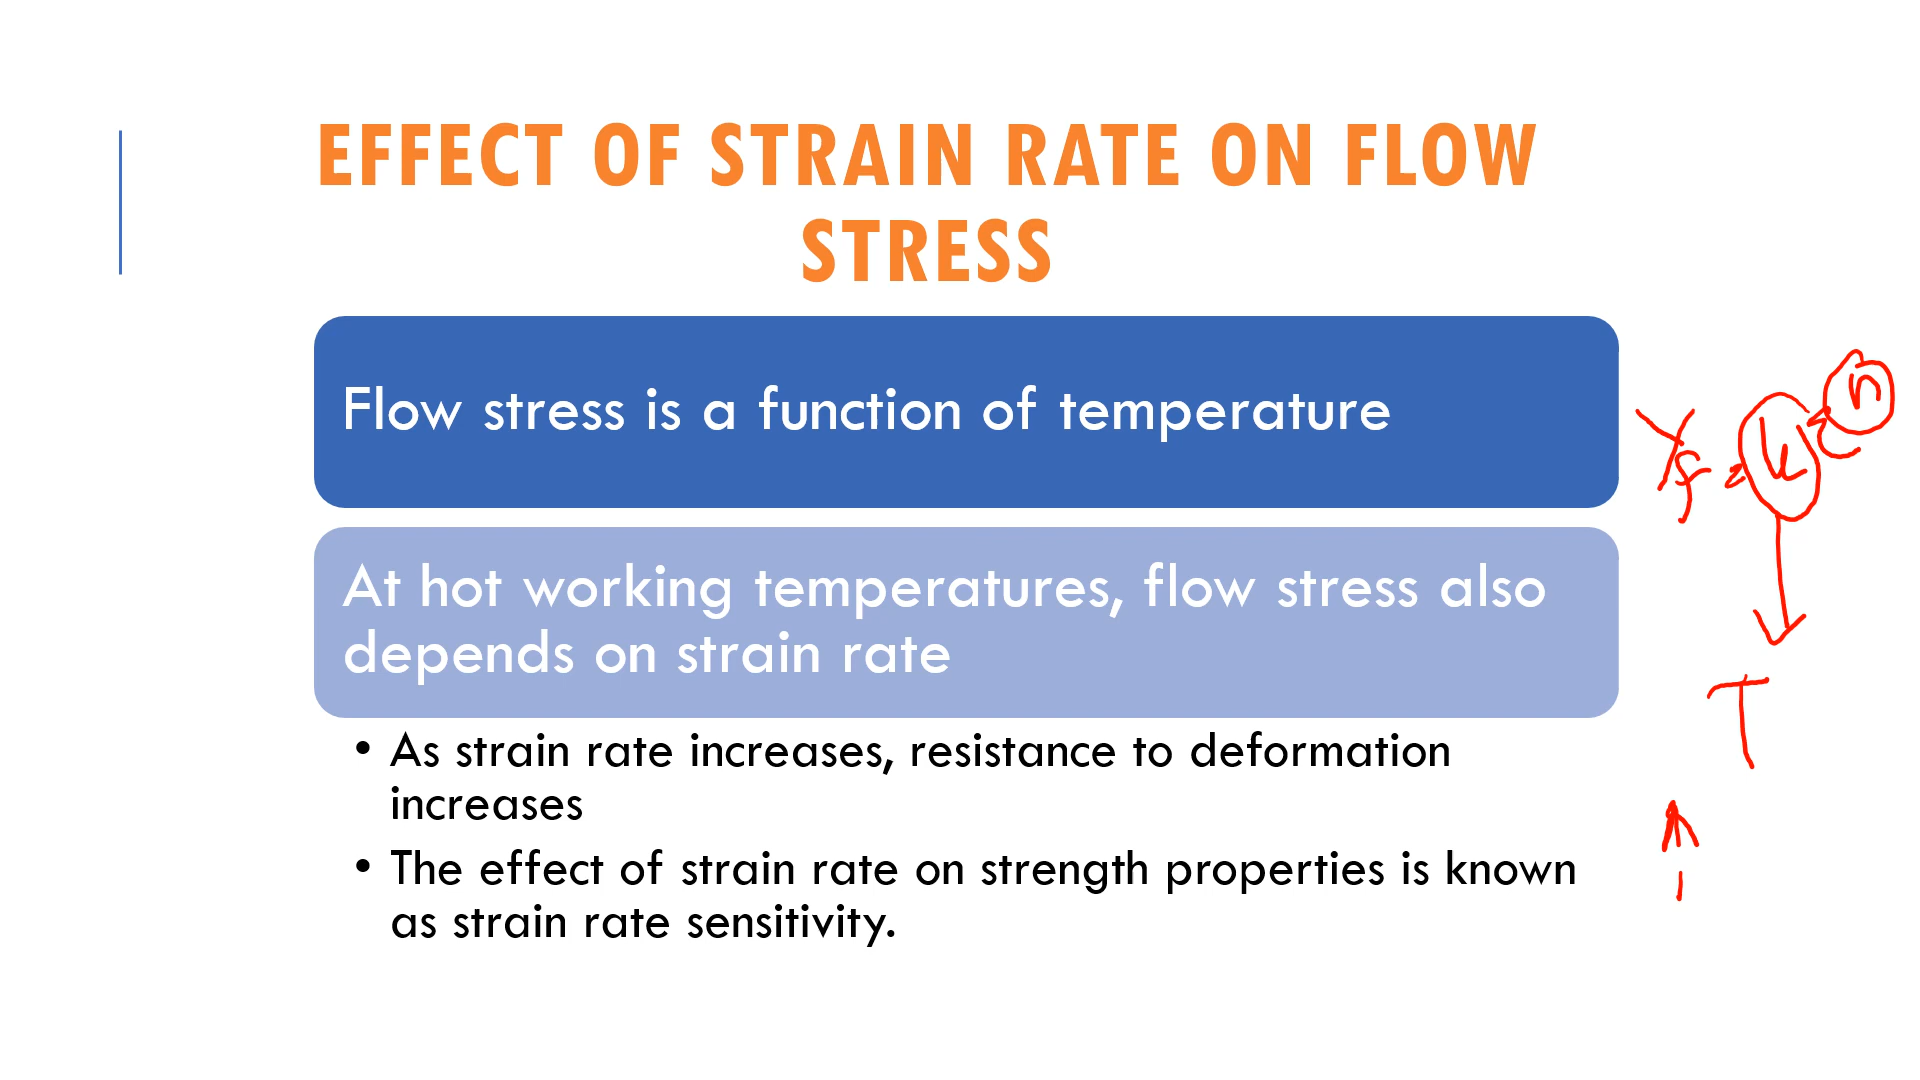 EFFECT OF STRAIN RATE ON FLOW
STRESS
Flow stress is a function of temperature
At hot working temperatures, flow stress also
depends on strain rate
• As strain rate increases, resistance to deformation
increases
• The effect of strain rate on strength properties is known
as strain rate sensitivity.
Yf = k ε n
T